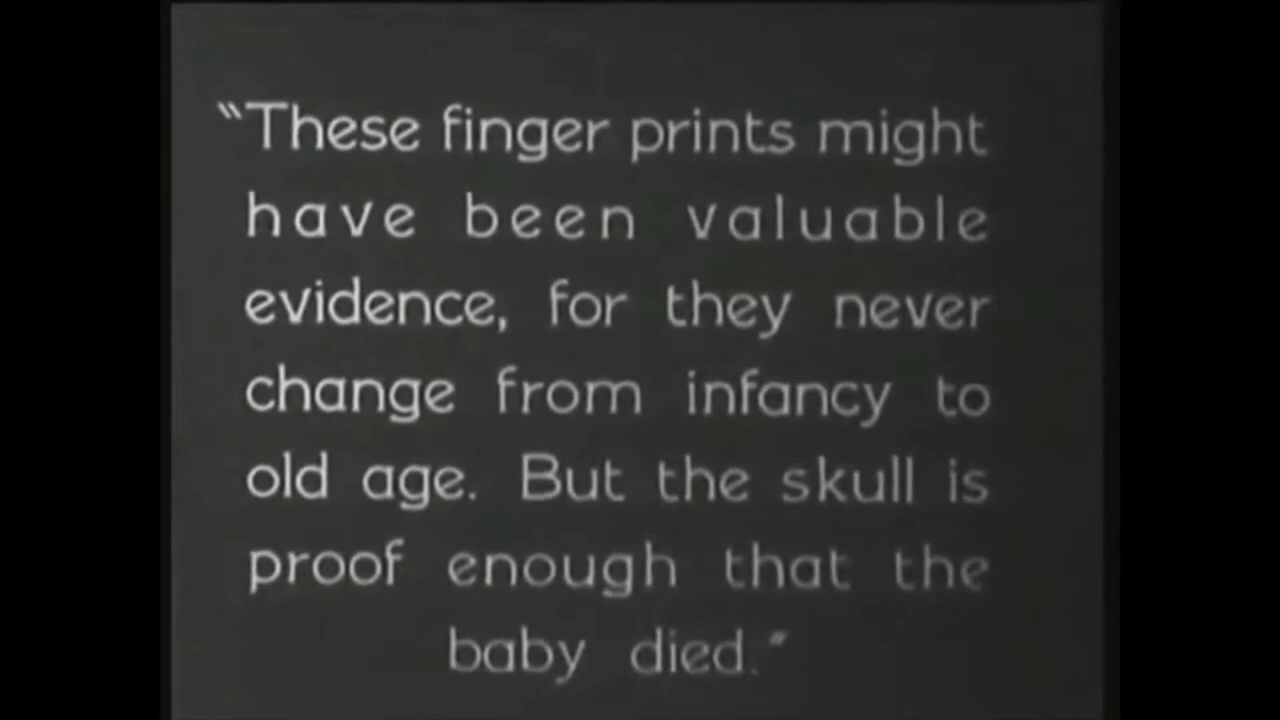 “These finger prints might
have been valuable
evidence, for they never
change from infancy to
old age. But the skull is
proof enough that the
baby died.”